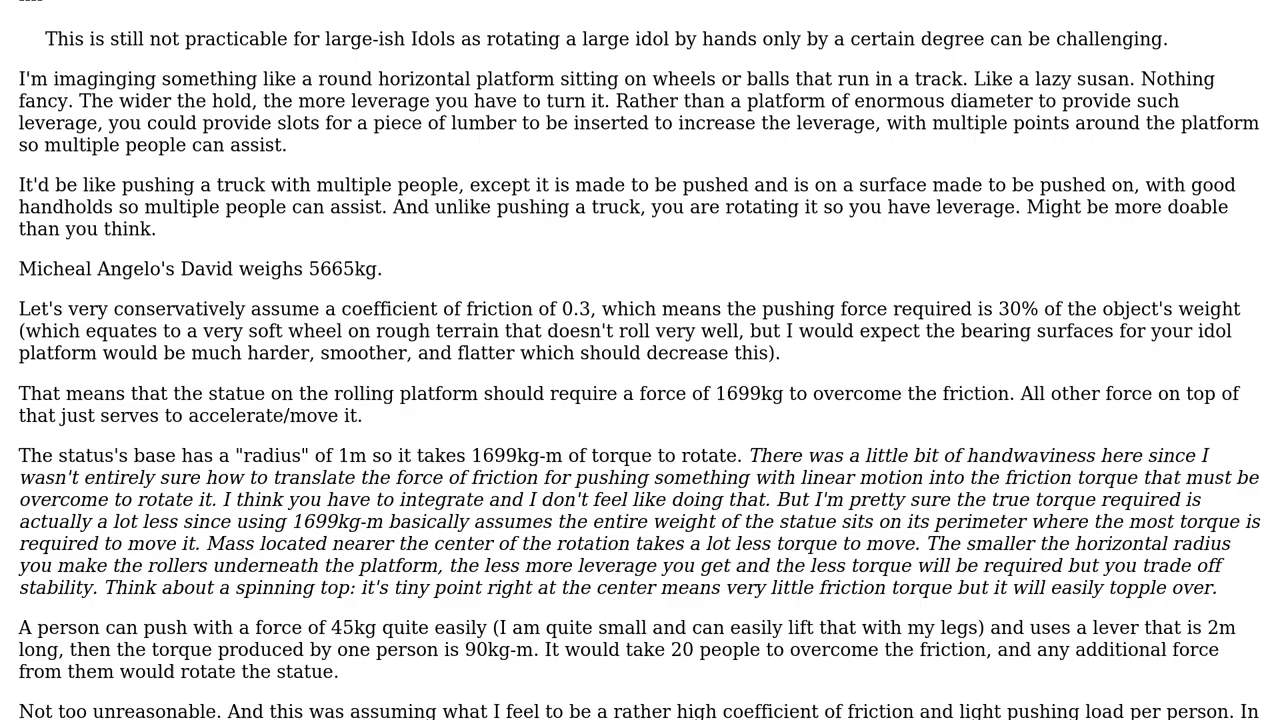 This is still not practicable for large-ish Idols as rotating a large idol by hands only by a certain degree can be challenging.
I'm imaginging something like a round horizontal platform sitting on wheels or balls that run in a track. Like a lazy susan. Nothing
fancy. The wider the hold, the more leverage you have to turn it. Rather than a platform of enormous diameter to provide such
leverage, you could provide slots for a piece of lumber to be inserted to increase the leverage, with multiple points around the platform
so multiple people can assist.
It'd be like pushing a truck with multiple people, except it is made to be pushed and is on a surface made to be pushed on, with good
handholds so multiple people can assist. And unlike pushing a truck, you are rotating it so you have leverage. Might be more doable
than you think.
Micheal Angelo's David weighs 5665kg.
Let's very conservatively assume a coefficient of friction of 0.3, which means the pushing force required is 30% of the object's weight
(which equates to a very soft wheel on rough terrain that doesn't roll very well, but I would expect the bearing surfaces for your idol
platform would be much harder, smoother, and flatter which should decrease this).
That means that the statue on the rolling platform should require a force of 1699kg to overcome the friction. All other force on top of
that just serves to accelerate/move it.
The status's base has a "radius" of 1m so it takes 1699kg-m of torque to rotate. There was a little bit of handwaviness here since I
wasn't entirely sure how to translate the force of friction for pushing something with linear motion into the friction torque that must be
overcome to rotate it. I think you have to integrate and I don't feel like doing that. But I'm pretty sure the true torque required is
actually a lot less since using 1699kg-m basically assumes the entire weight of the statue sits on its perimeter where the most torque is
required to move it. Mass located nearer the center of the rotation takes a lot less torque to move. The smaller the horizontal radius
you make the rollers underneath the platform, the less more leverage you get and the less torque will be required but you trade off
stability. Think about a spinning top: it's tiny point right at the center means very little friction torque but it will easily topple over.
A person can push with a force of 45kg quite easily (I am quite small and can easily lift that with my legs) and uses a lever that is 2m
long, then the torque produced by one person is 90kg-m. It would take 20 people to overcome the friction, and any additional force
from them would rotate the statue.
Not too unreasonable. And this was assuming what I feel to be a rather high coefficient of friction and light pushing load per person. In